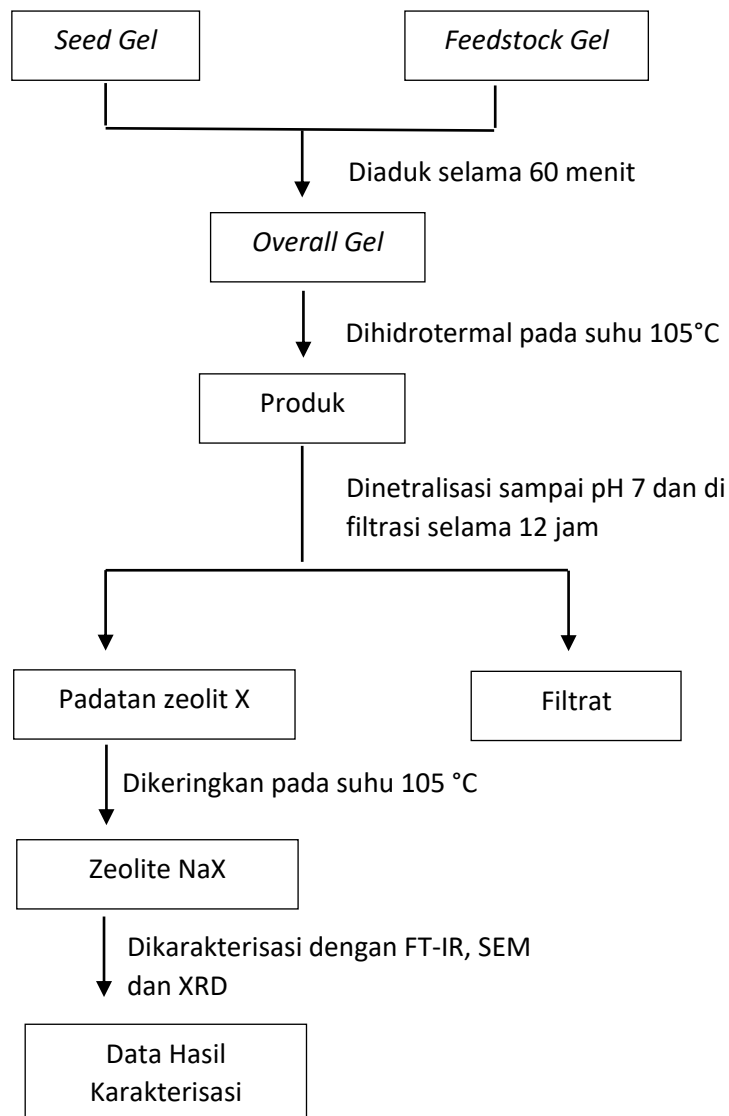 Seed Gel
Feedstock Gel
Diaduk selama 60 menit
Overall Gel
Dihidrotermal pada suhu 105°C
Produk
Dinetralisasi sampai pH 7 dan di
filtrasi selama 12 jam
Padatan zeolit X
Filtrat
Dikeringkan pada suhu 105 °C
Zeolite NaX
Dikarakterisasi dengan FT-IR, SEM
dan XRD
Data Hasil
Karakterisasi